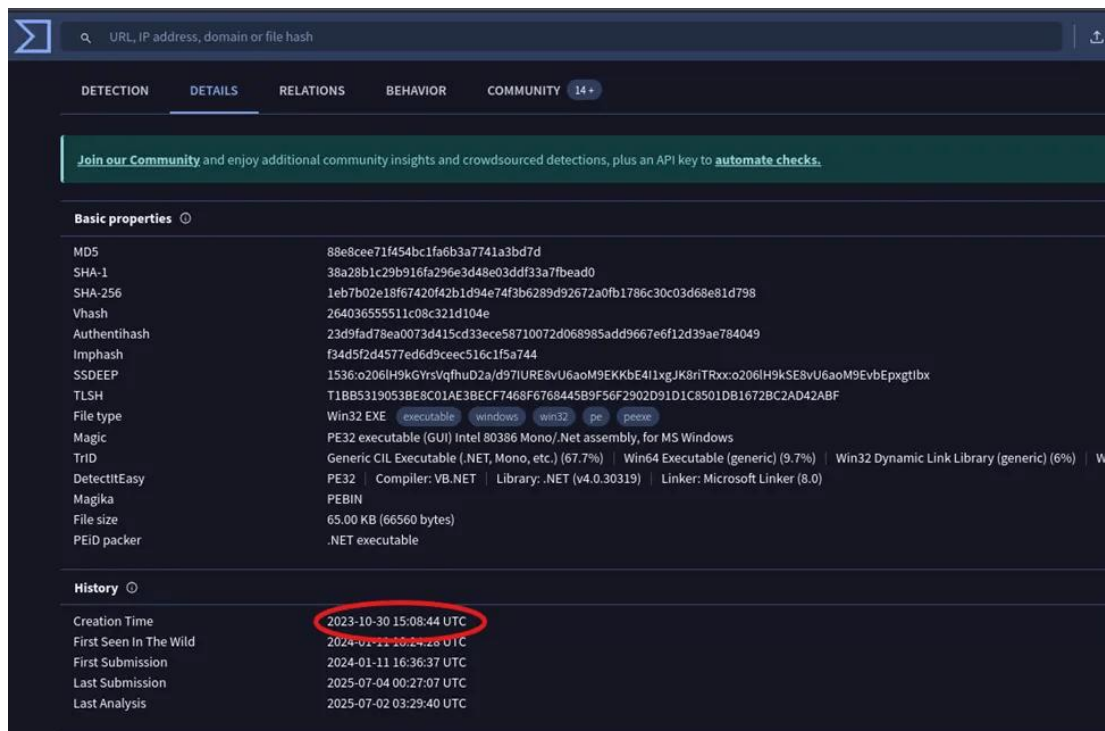 URL, IP address, domain or file hash
DETECTION DETAILS RELATIONS BEHAVIOR COMMUNITY 14+
Join our Community and enjoy additional community insights and crowdsourced detections, plus an API key to automate checks.
Basic properties
MD5 88e8cee71f454bc1fa6b3a7741a3bd7d
SHA-1 38a28b1c29b916fa296e3d48e03ddf33a7fbead0
SHA-256 1eb7b02e18f67420f42b1d94e74f3b6289d92672a0fb1786c30c03d68e81d798
Vhash 264036555511c08c321d104e
Authentihash 23d9fad78ea0073d415cd33ece58710072d068985add9667e6f12d39ae784049
Imphash f34d5f2d4577ed6d9ceec516c1f5a744
SSDEEP 1536:o206lH9kGYrsVqfhuD2a/d97IURE8vU6aoM9EKKbE4I1xgJK8riTRxx:o206lH9kSE8vU6aoM9EvbEpxgtIbx
TLSH T1BB5319053BE8C01AE3BECF7468F6768445B9F56F2902D91D1C8501DB1672BC2AD42ABF
File type Win32 EXE executable windows win32 pe peexe
Magic PE32 executable (GUI) Intel 80386 Mono/.Net assembly, for MS Windows
TrID Generic CIL Executable (.NET, Mono, etc.) (67.7%) | Win64 Executable (generic) (9.7%) | Win32 Dynamic Link Library (generic) (6%) | W
DetectItEasy PE32 | Compiler: VB.NET | Library: .NET (v4.0.30319) | Linker: Microsoft Linker (8.0)
Magika PEBIN
File size 65.00 KB (66560 bytes)
PEiD packer .NET executable
History
Creation Time 2023-10-30 15:08:44 UTC
First Seen In The Wild 2024-01-11 16:24:28 UTC
First Submission 2024-01-11 16:36:37 UTC
Last Submission 2025-07-04 00:27:07 UTC
Last Analysis 2025-07-02 03:29:40 UTC